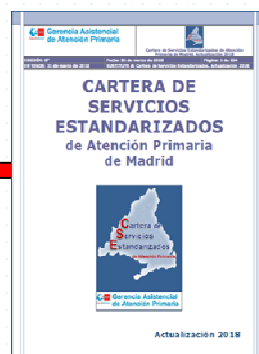 Gerencia Asistencial
de Atención Primaria
Cartera de Servicios Estandarizados de Atención
Primaria de Madrid. Actualización 2018
CARTERA DE
SERVICIOS
ESTANDARIZADOS
de Atención Primaria
de Madrid
Cartera de
Servicios
Estandarizados
de Atención Primaria
Gerencia Asistencial
de Atención Primaria
Actualización 2018